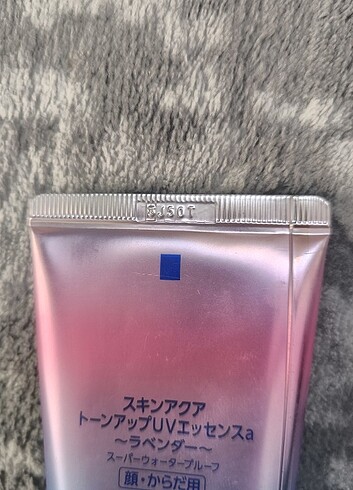 スキンアクア
トーンアップUVエッセンスa
～ラベンダー～
スーパーウォータープルーフ
顔・からだ用